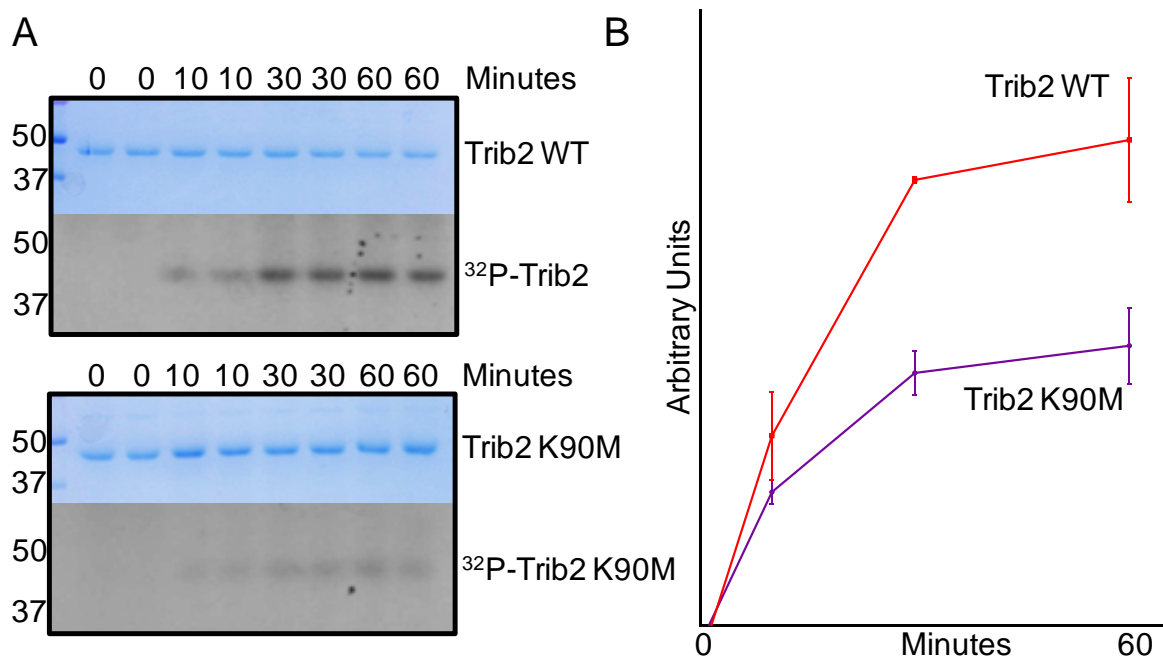 A
0 0 10 10 30 30 60 60 Minutes
50
37
Trib2 WT
50
37
³²P-Trib2
0 0 10 10 30 30 60 60 Minutes
50
37
Trib2 K90M
50
37
³²P-Trib2 K90M
B
Arbitrary Units
Trib2 WT
Trib2 K90M
0 Minutes 60